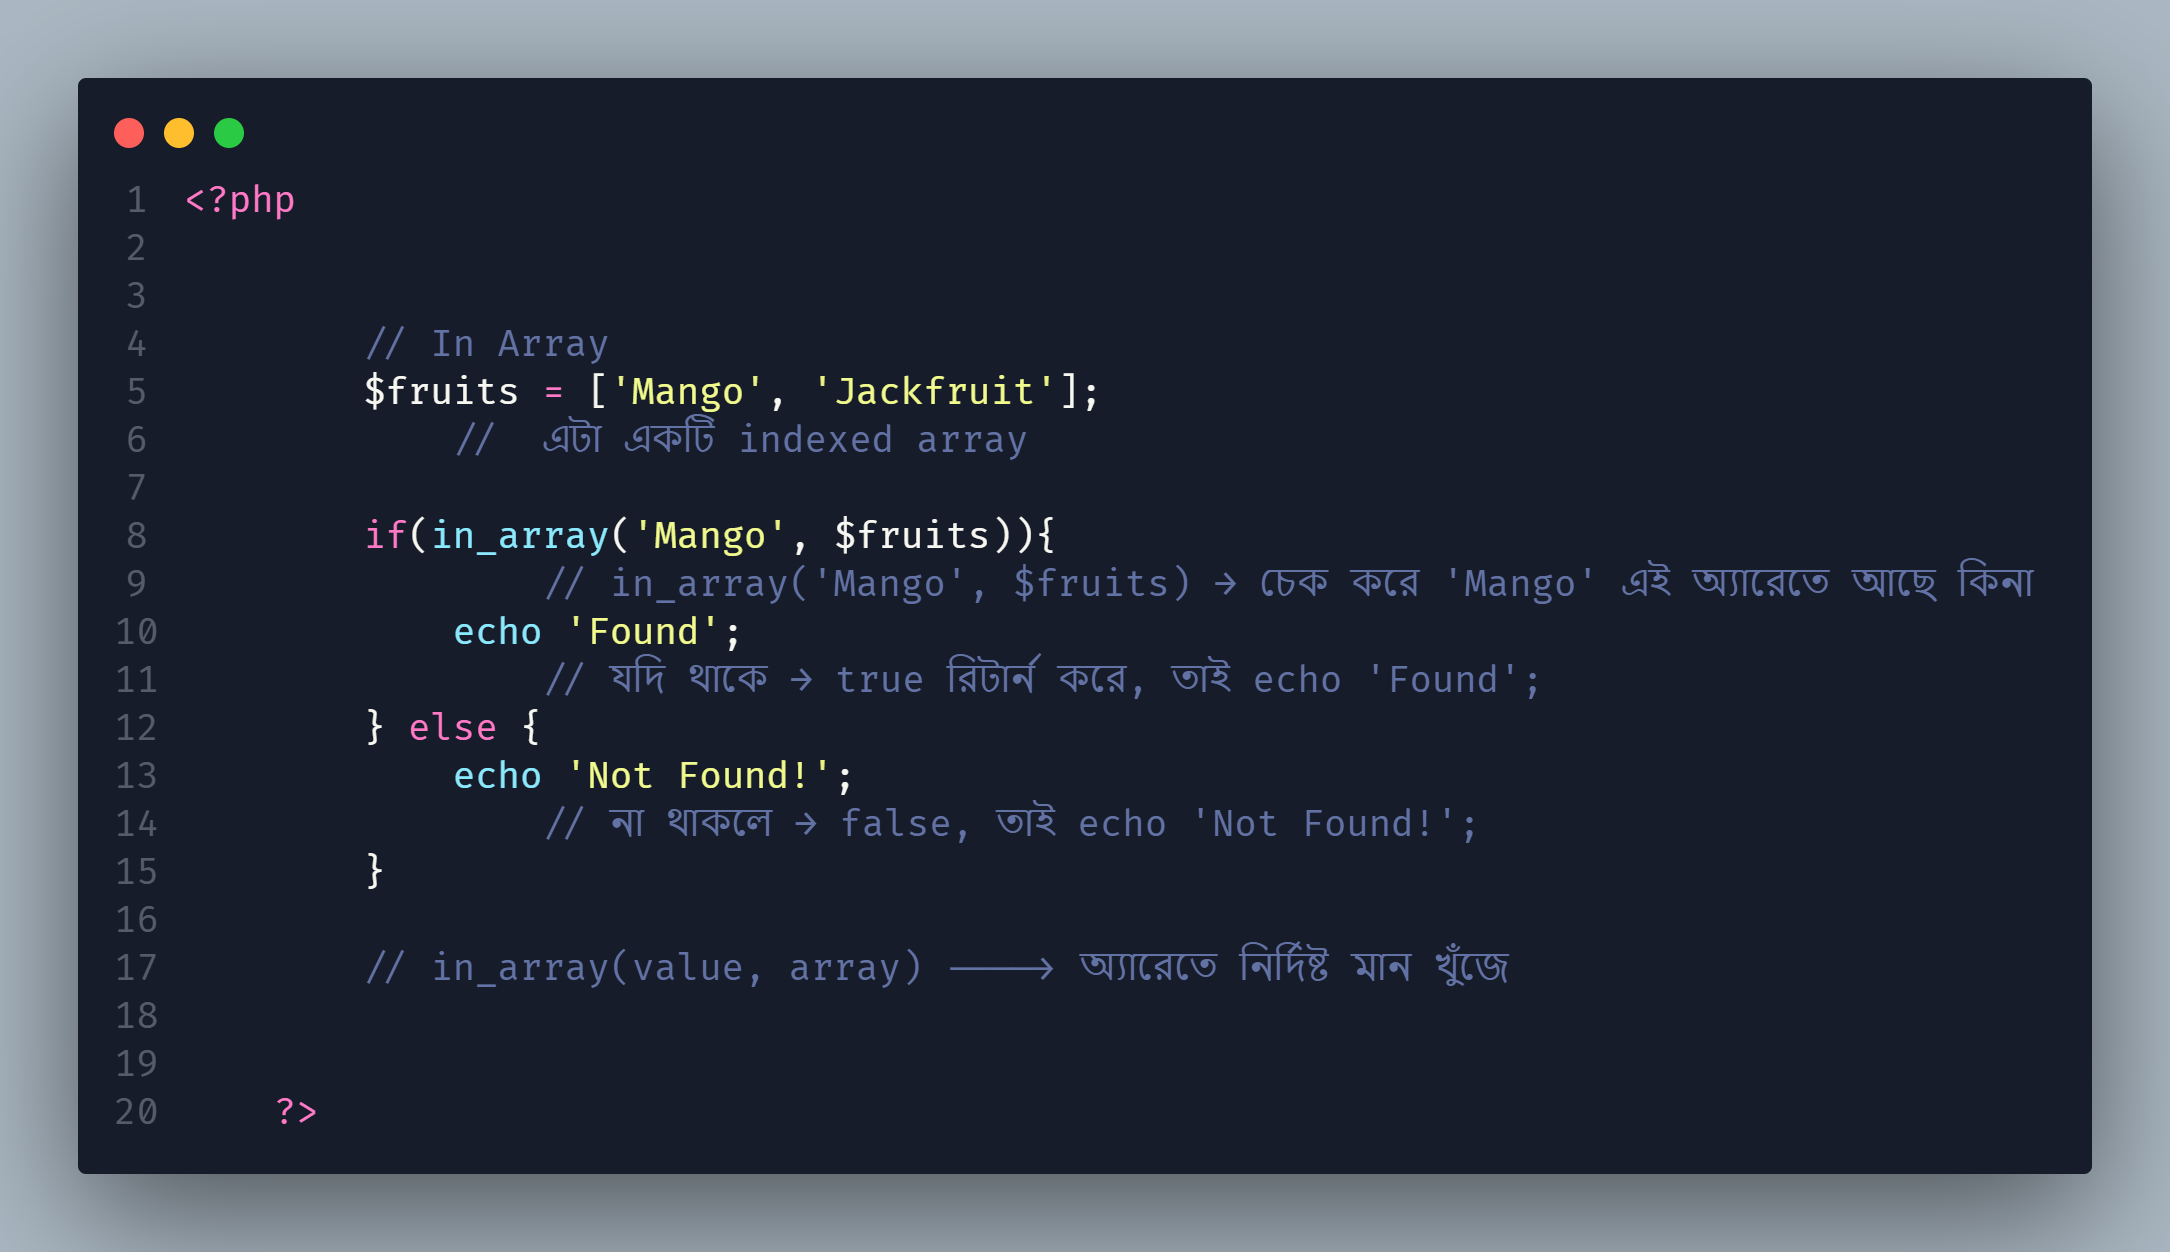 1 <?php
2
3
4 // In Array
5 $fruits = ['Mango', 'Jackfruit'];
6 // এটা একটি indexed array
7
8 if(in_array('Mango', $fruits)){
9 // in_array('Mango', $fruits) → চেক করে 'Mango' এই অ্যারেতে আছে কিনা
10 echo 'Found';
11 // যদি থাকে → true রিটার্ন করে, তাই echo 'Found';
12 } else {
13 echo 'Not Found!';
14 // না থাকলে → false, তাই echo 'Not Found!';
15 }
16
17 // in_array(value, array) ⟶ অ্যারেতে নির্দিষ্ট মান খুঁজে
18
19
20 ?>